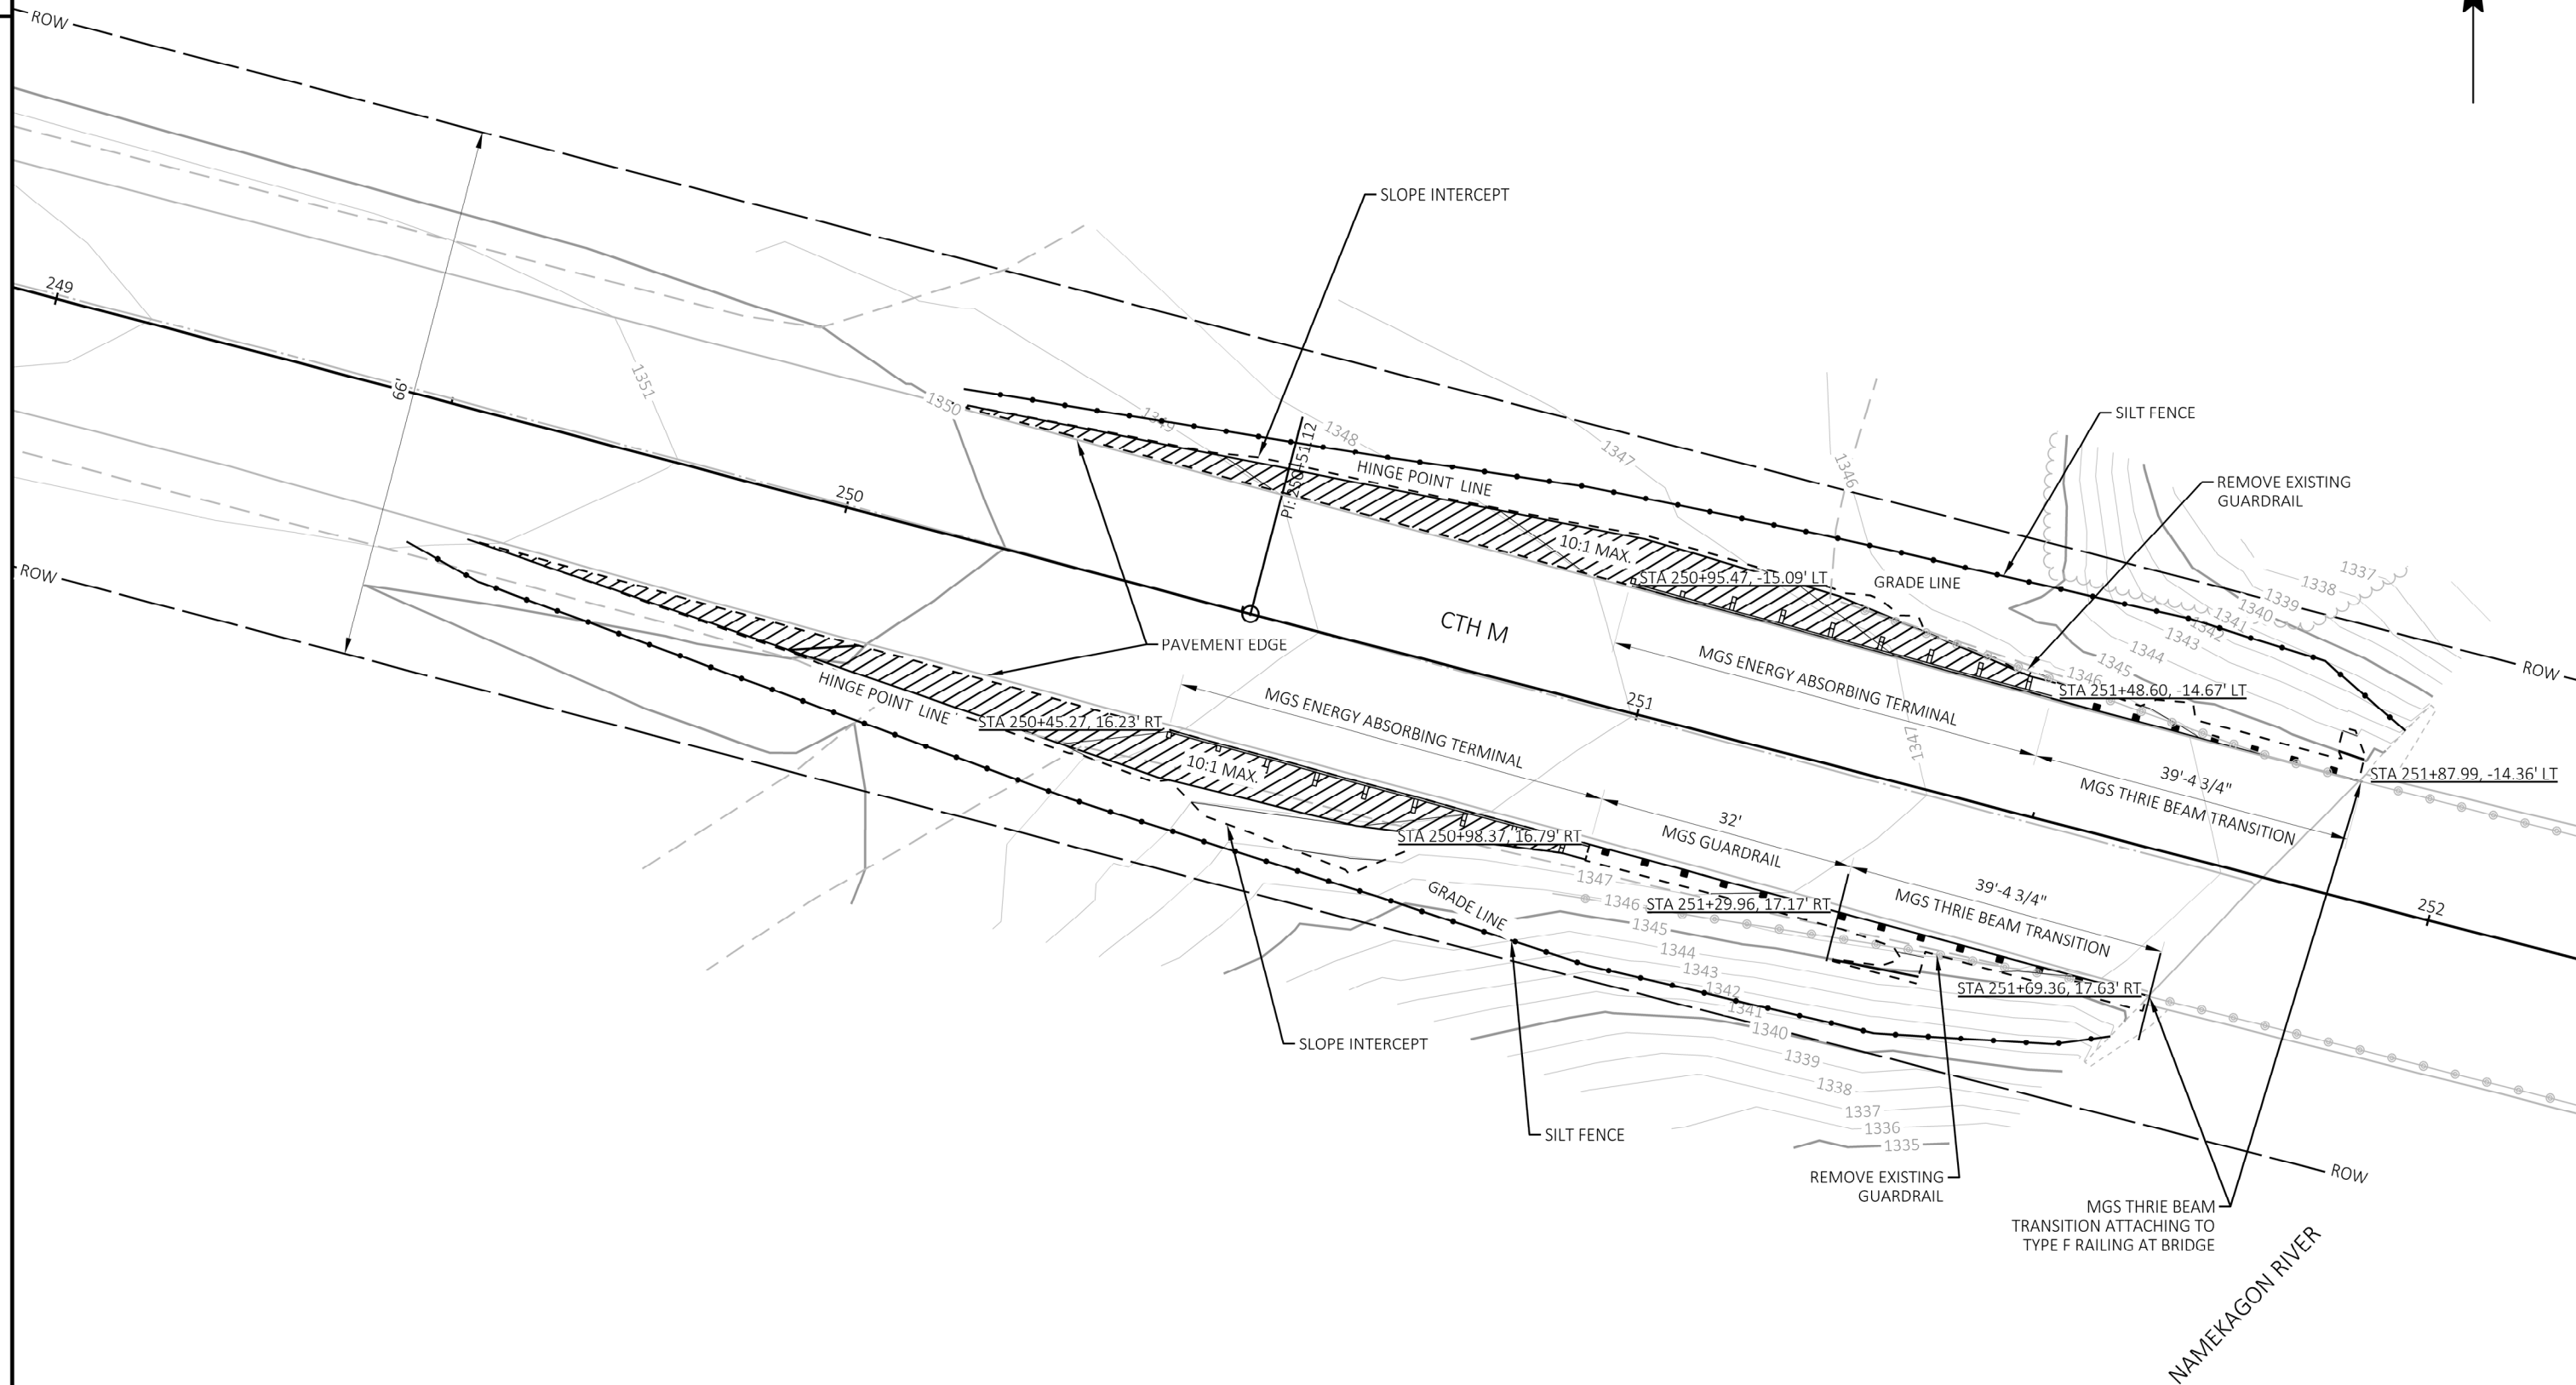 ROW
249
66'
ROW
1351
250
1350
1349
SLOPE INTERCEPT
PI: 250+51.12
1348
HINGE POINT LINE
1347
10:1 MAX.
STA 250+95.47, -15.09' LT
1346
GRADE LINE
SILT FENCE
REMOVE EXISTING
GUARDRAIL
1337
1338
1339
1340
1341
1342
1343
1344
1345
1346
ROW
STA 251+48.60, -14.67' LT
STA 251+87.99, -14.36' LT
PAVEMENT EDGE
CTH M
MGS ENERGY ABSORBING TERMINAL
251
1347
39'-4 3/4"
MGS THRIE BEAM TRANSITION
252
HINGE POINT LINE
STA 250+45.27, 16.23' RT
10:1 MAX.
MGS ENERGY ABSORBING TERMINAL
STA 250+98.37, 16.79' RT
32'
MGS GUARDRAIL
STA 251+29.96, 17.17' RT
39'-4 3/4"
MGS THRIE BEAM TRANSITION
STA 251+69.36, 17.63' RT
GRADE LINE
1347
1346
1345
1344
1343
1342
1341
1340
1339
1338
1337
1336
1335
SLOPE INTERCEPT
SILT FENCE
REMOVE EXISTING
GUARDRAIL
MGS THRIE BEAM
TRANSITION ATTACHING TO
TYPE F RAILING AT BRIDGE
ROW
NAMEKAGON RIVER